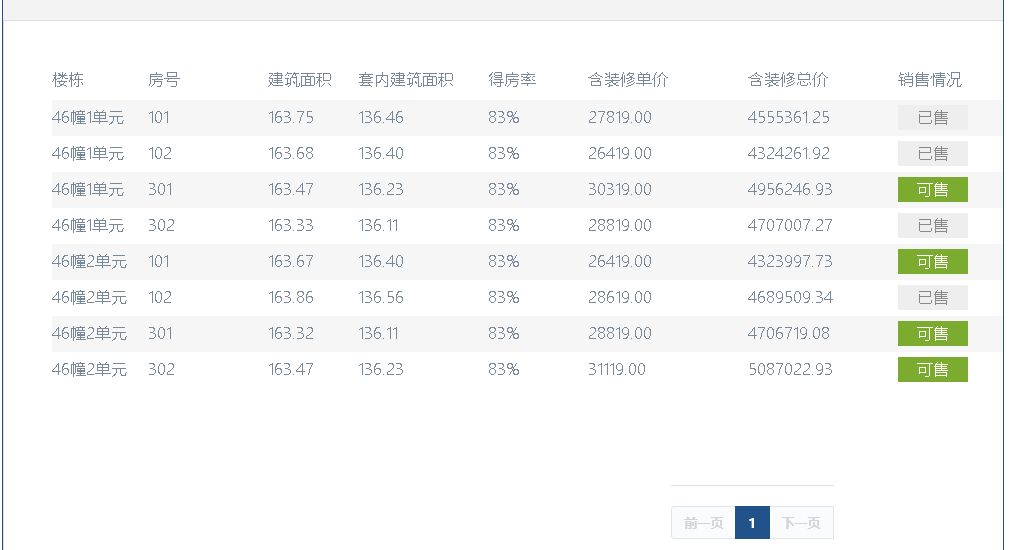 楼栋 房号 建筑面积 套内建筑面积 得房率 含装修单价 含装修总价 销售情况
46幢1单元 101 163.75 136.46 83% 27819.00 4555361.25 已售
46幢1单元 102 163.68 136.40 83% 26419.00 4324261.92 已售
46幢1单元 301 163.47 136.23 83% 30319.00 4956246.93 可售
46幢1单元 302 163.33 136.11 83% 28819.00 4707007.27 已售
46幢2单元 101 163.67 136.40 83% 26419.00 4323997.73 可售
46幢2单元 102 163.86 136.56 83% 28619.00 4689509.34 已售
46幢2单元 301 163.32 136.11 83% 28819.00 4706719.08 可售
46幢2单元 302 163.47 136.23 83% 31119.00 5087022.93 可售
前一页 1 下一页